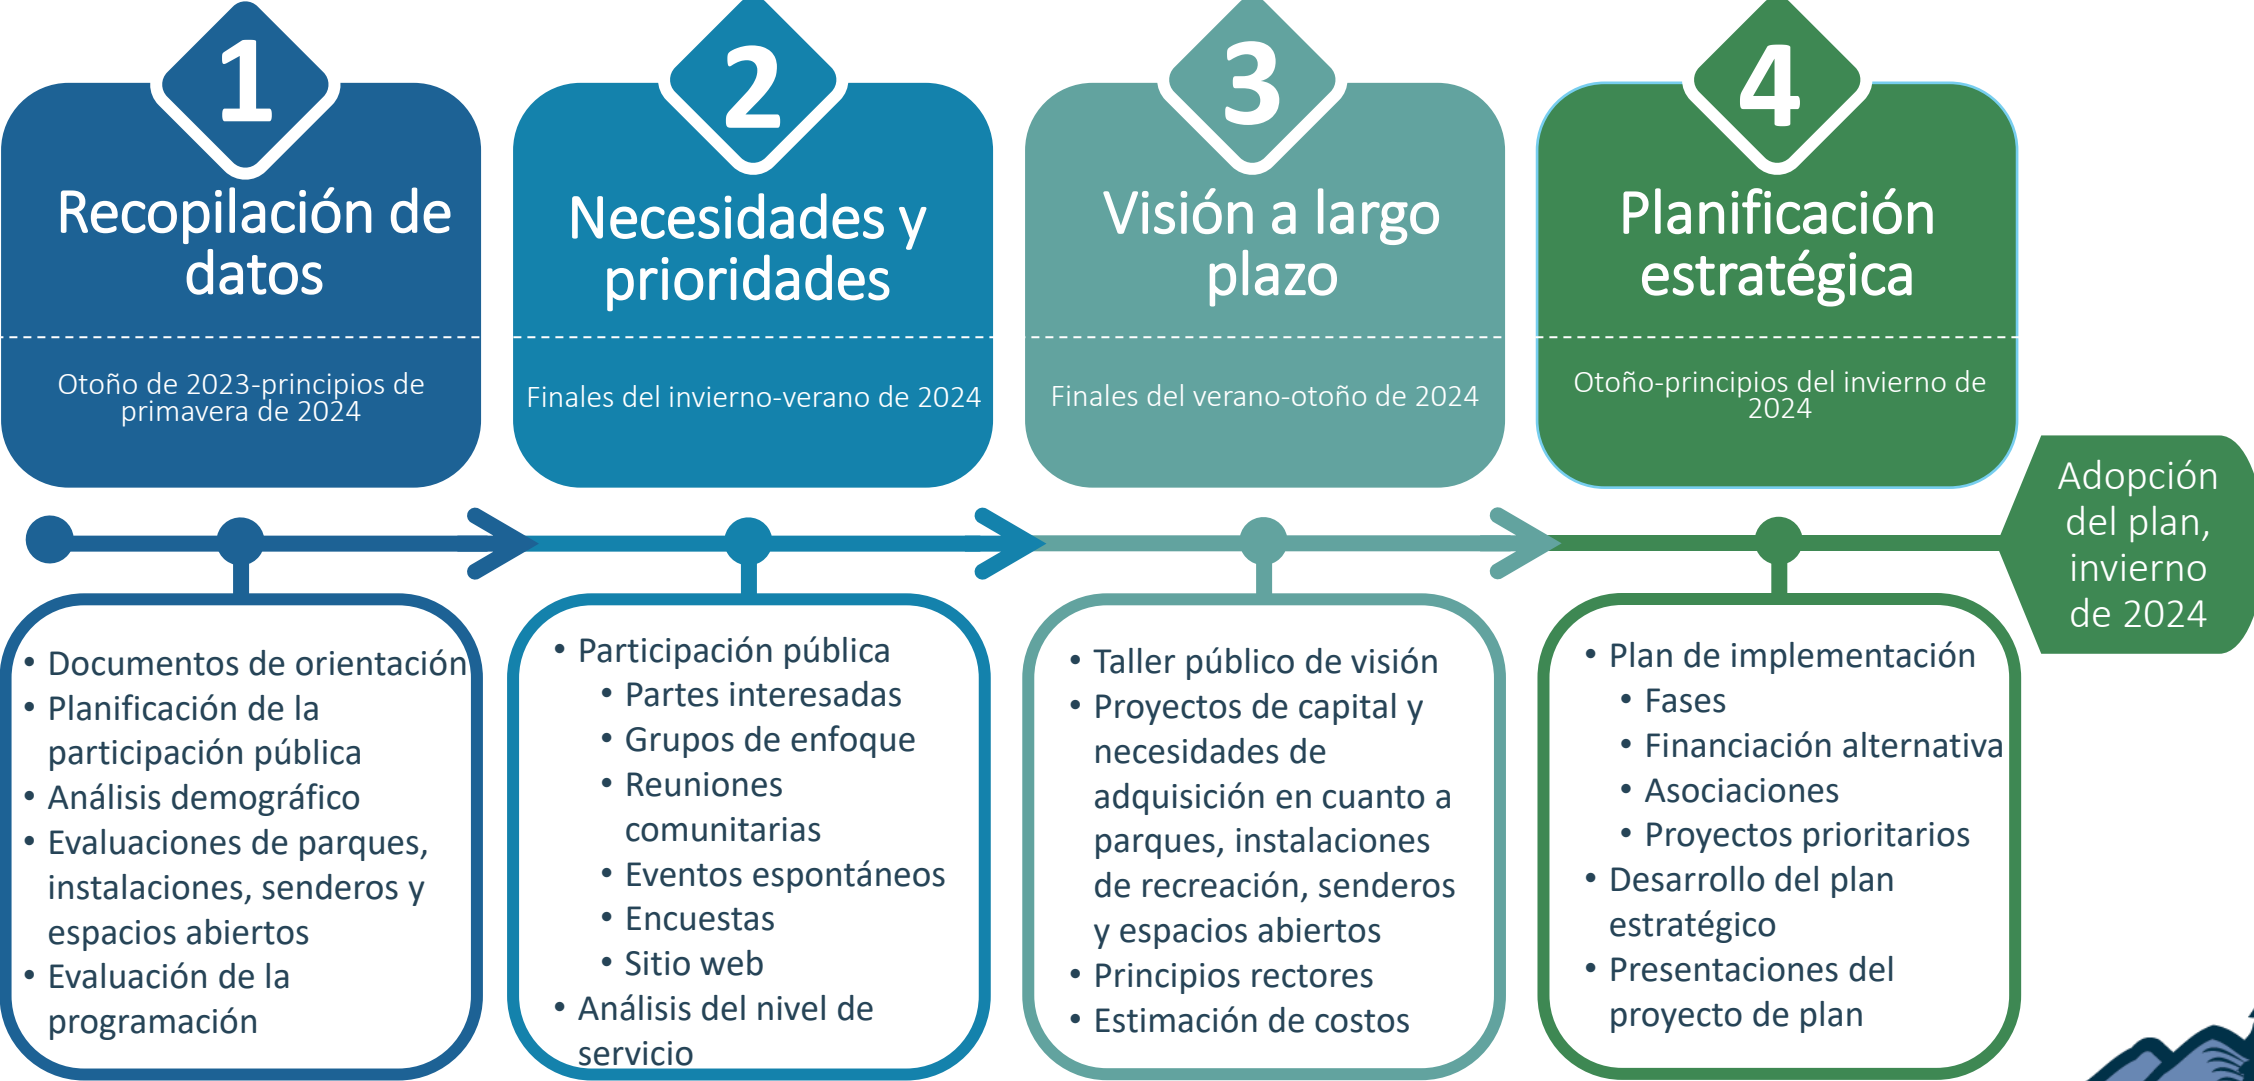 1
Recopilación de
datos
Otoño de 2023-principios de
primavera de 2024
• Documentos de orientación
• Planificación de la
participación pública
• Análisis demográfico
• Evaluaciones de parques,
instalaciones, senderos y
espacios abiertos
• Evaluación de la
programación
2
Necesidades y
prioridades
Finales del invierno-verano de 2024
• Participación pública
• Partes interesadas
• Grupos de enfoque
• Reuniones
comunitarias
• Eventos espontáneos
• Encuestas
• Sitio web
• Análisis del nivel de
servicio
3
Visión a largo
plazo
Finales del verano-otoño de 2024
• Taller público de visión
• Proyectos de capital y
necesidades de
adquisición en cuanto a
parques, instalaciones
de recreación, senderos
y espacios abiertos
• Principios rectores
• Estimación de costos
4
Planificación
estratégica
Otoño-principios del invierno de
2024
• Plan de implementación
• Fases
• Financiación alternativa
• Asociaciones
• Proyectos prioritarios
• Desarrollo del plan
estratégico
• Presentaciones del
proyecto de plan
Adopción
del plan,
invierno
de 2024